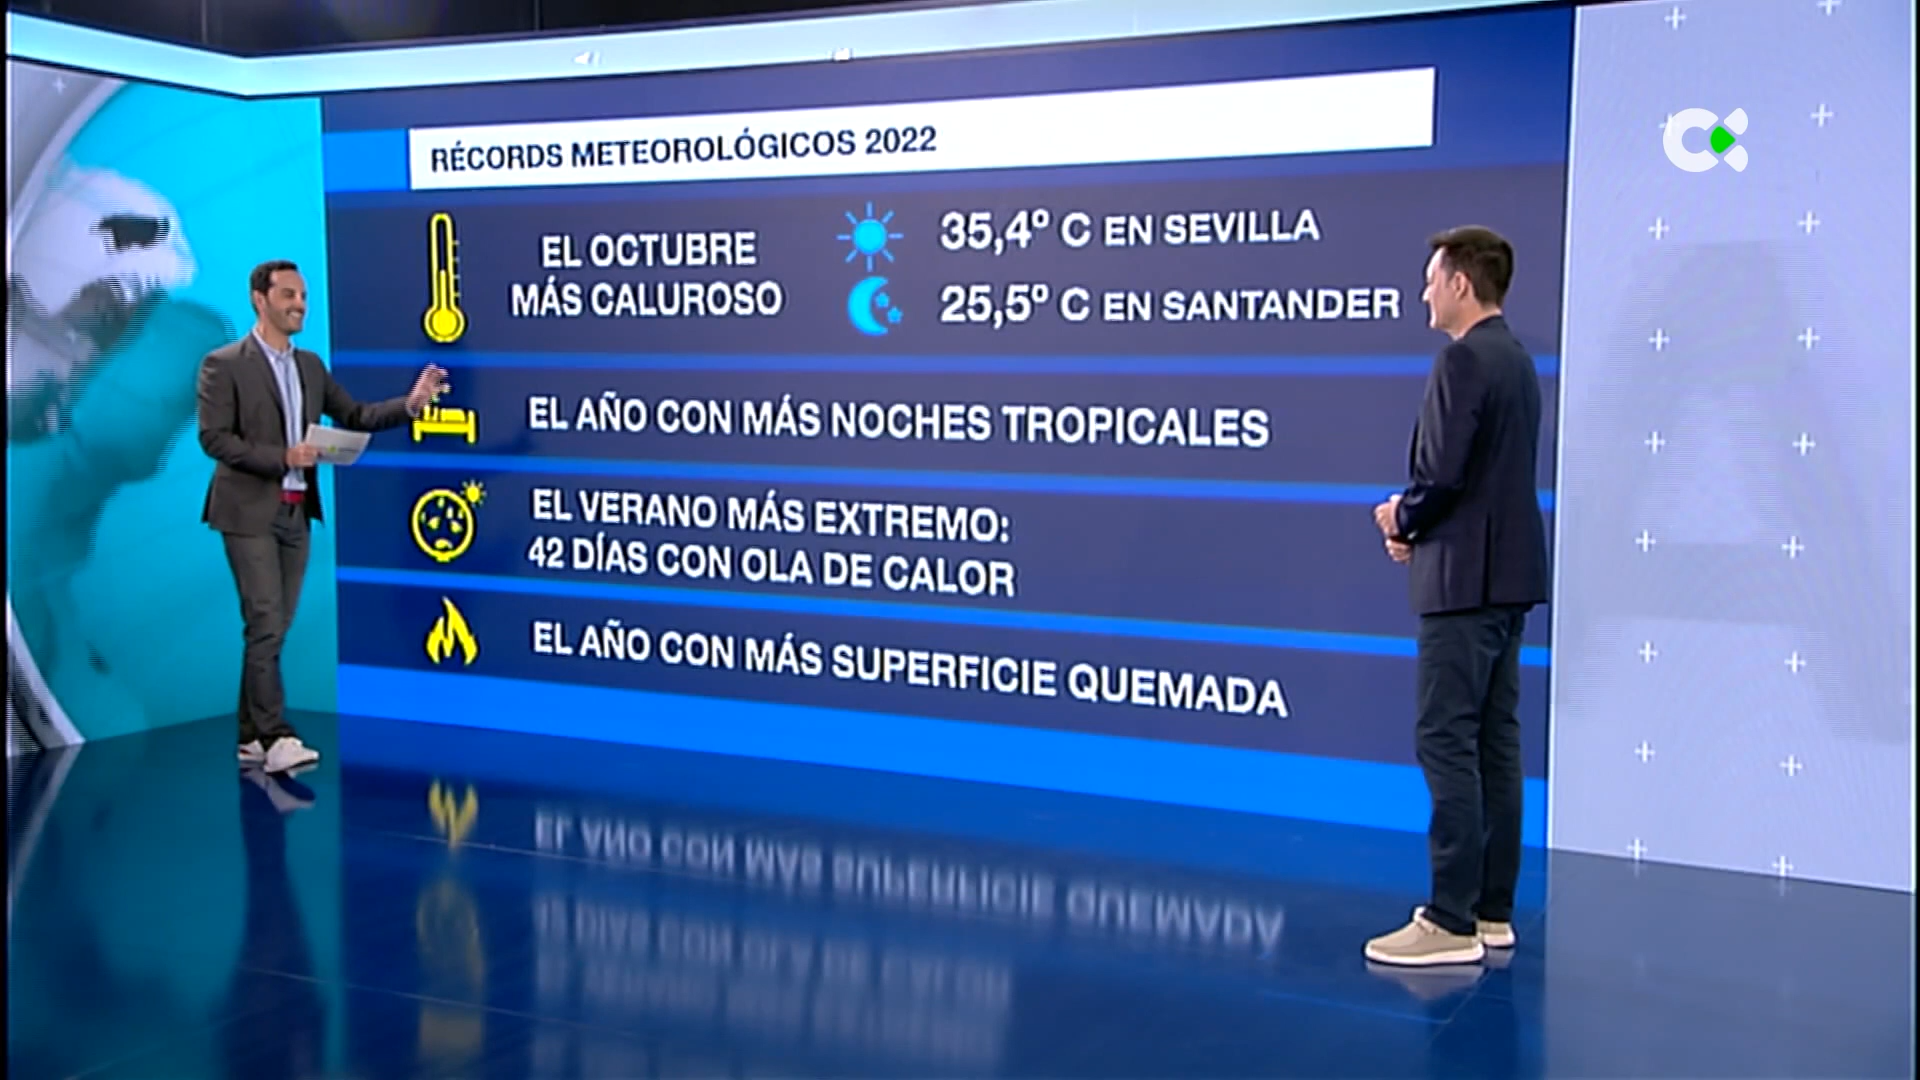 RÉCORDS METEOROLÓGICOS 2022
EL OCTUBRE
MÁS CALUROSO
35,4º C EN SEVILLA
25,5º C EN SANTANDER
EL AÑO CON MÁS NOCHES TROPICALES
EL VERANO MÁS EXTREMO:
42 DÍAS CON OLA DE CALOR
EL AÑO CON MÁS SUPERFICIE QUEMADA